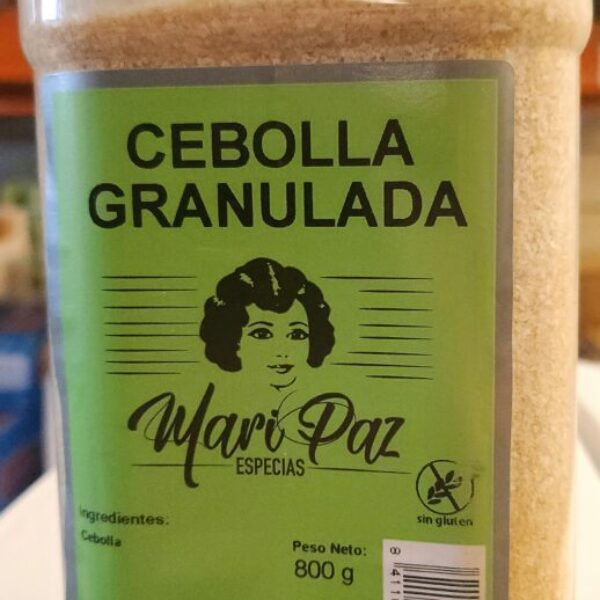 CEBOLLA
GRANULADA
Mari Paz
ESPECIAS
sin gluten
Ingredientes:
Cebolla
Peso Neto:
800 g